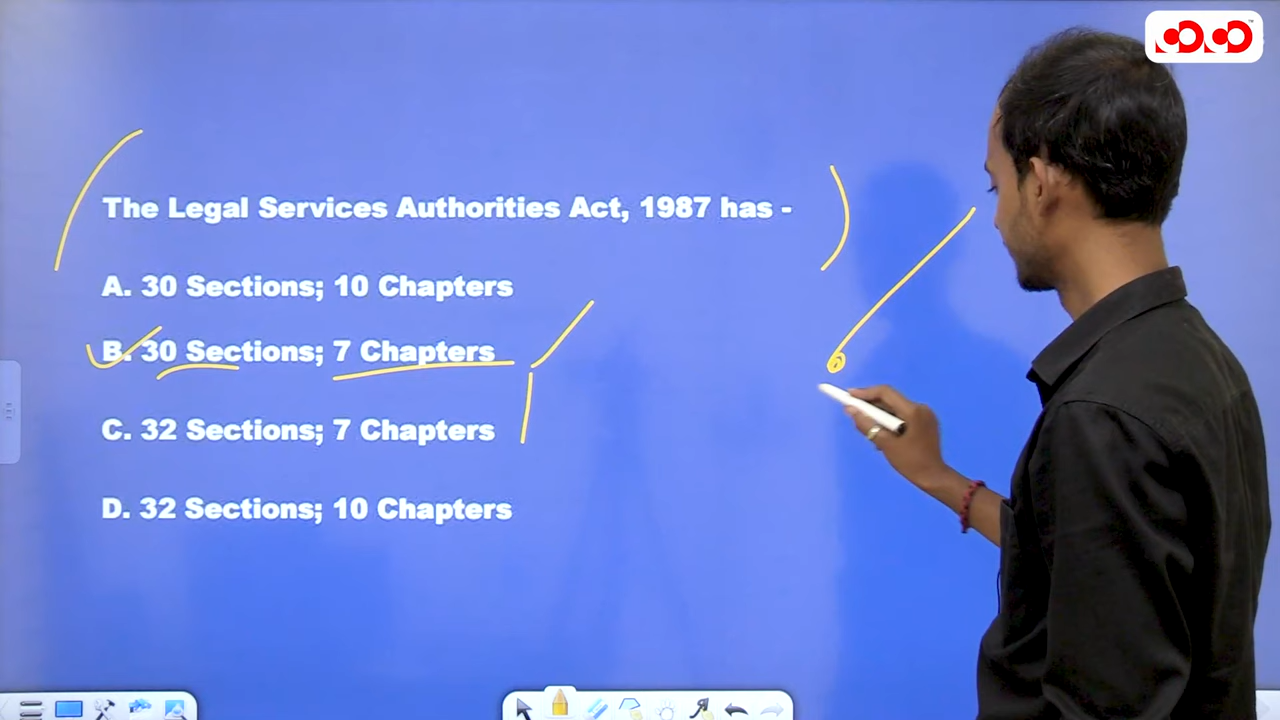 The Legal Services Authorities Act, 1987 has -
A. 30 Sections; 10 Chapters
B. 30 Sections; 7 Chapters
C. 32 Sections; 7 Chapters
D. 32 Sections; 10 Chapters